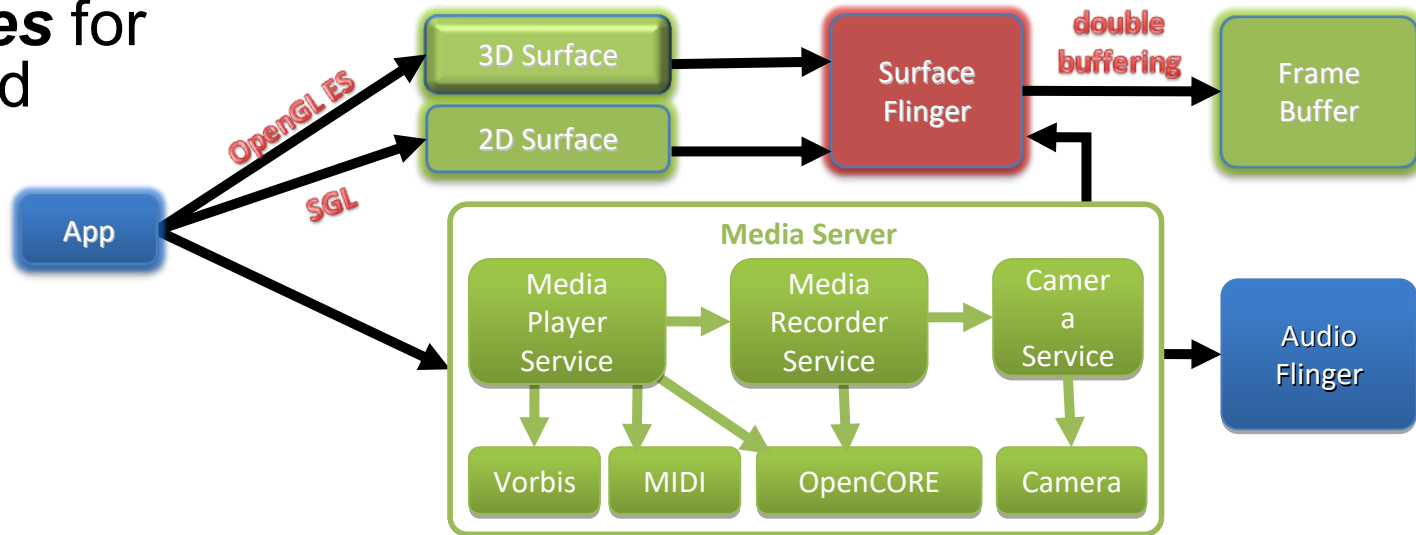 es for
d
OpenGL ES
SGL
App
3D Surface
2D Surface
Surface
Flinger
double
buffering
Frame
Buffer
Media Server
Media
Player
Service
Media
Recorder
Service
Camer
a
Service
Vorbis
MIDI
OpenCORE
Camera
Audio
Flinger